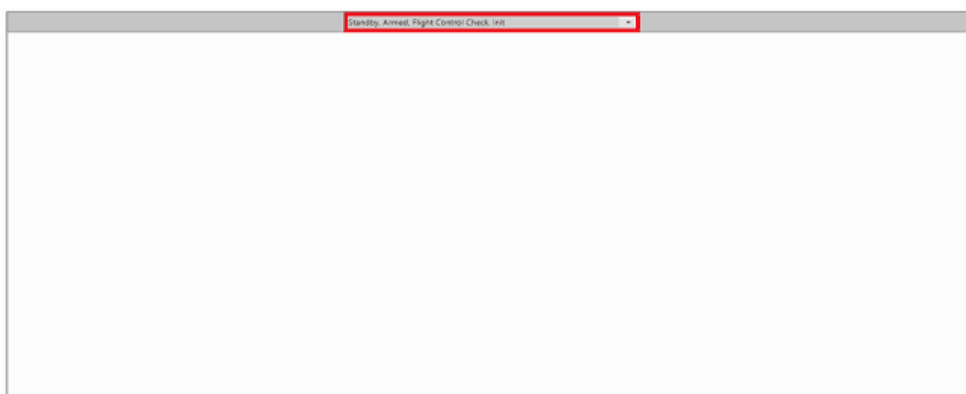 Standby, Armed, Flight Control Check, Init